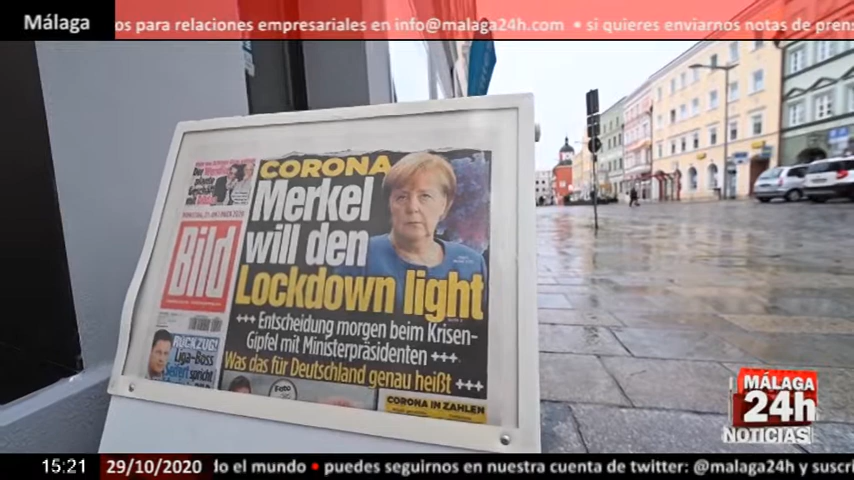 Málaga
os para relaciones empresariales en info@malaga24h.com • si quieres enviarnos notas de prens
CORONA
Merkel
will den
Lockdown light
+++ Entscheidung morgen beim Krisen-
Gipfel mit Ministerpräsidenten +++
Was das für Deutschland genau heißt +++
Bild
RÜCKZUG!
Liga-Boss
Seifert spricht
CORONA IN ZAHLEN
MÁLAGA
24h
NOTICIAS
15:21
29/10/2020
do el mundo • puedes seguirnos en nuestra cuenta de twitter: @malaga24h y suscri